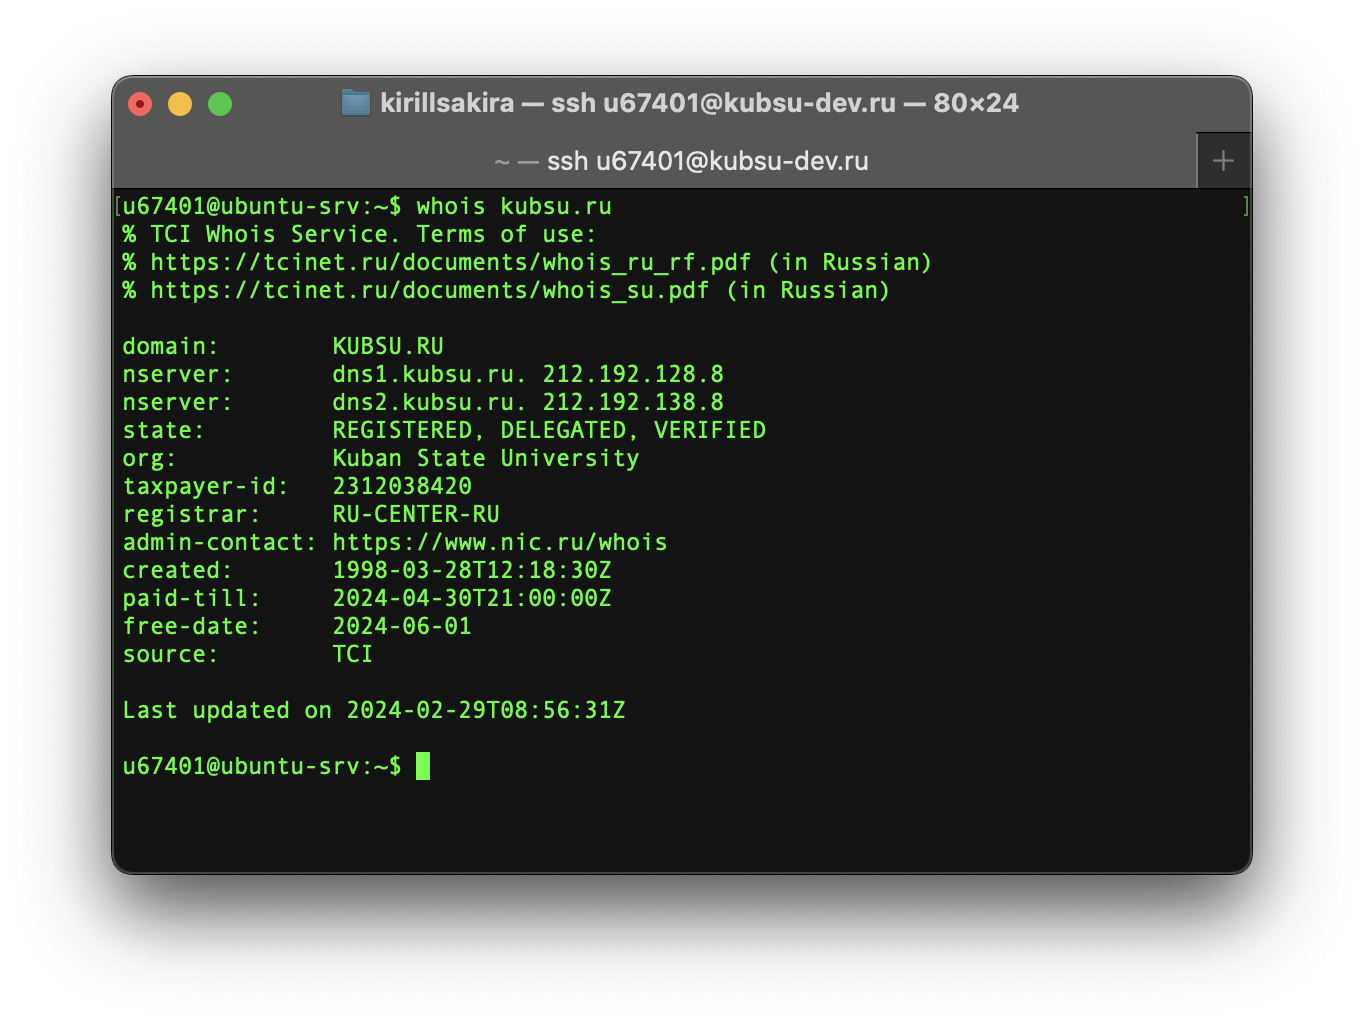 kirillsakira — ssh u67401@kubsu-dev.ru — 80×24
~ — ssh u67401@kubsu-dev.ru
[u67401@ubuntu-srv:~$ whois kubsu.ru ]
% TCI Whois Service. Terms of use:
% https://tcinet.ru/documents/whois_ru_rf.pdf (in Russian)
% https://tcinet.ru/documents/whois_su.pdf (in Russian)
domain: KUBSU.RU
nserver: dns1.kubsu.ru. 212.192.128.8
nserver: dns2.kubsu.ru. 212.192.138.8
state: REGISTERED, DELEGATED, VERIFIED
org: Kuban State University
taxpayer-id: 2312038420
registrar: RU-CENTER-RU
admin-contact: https://www.nic.ru/whois
created: 1998-03-28T12:18:30Z
paid-till: 2024-04-30T21:00:00Z
free-date: 2024-06-01
source: TCI
Last updated on 2024-02-29T08:56:31Z
u67401@ubuntu-srv:~$